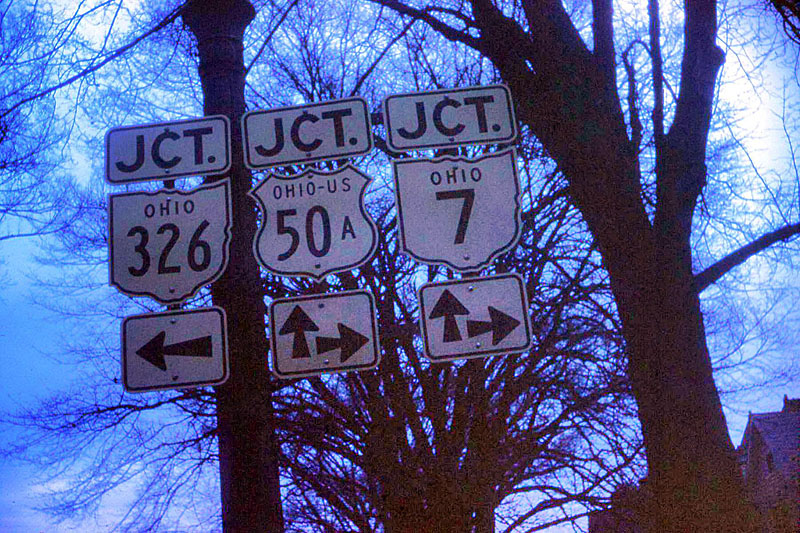 JCT. JCT. JCT.
OHIO OHIO-US OHIO
326 50 A 7